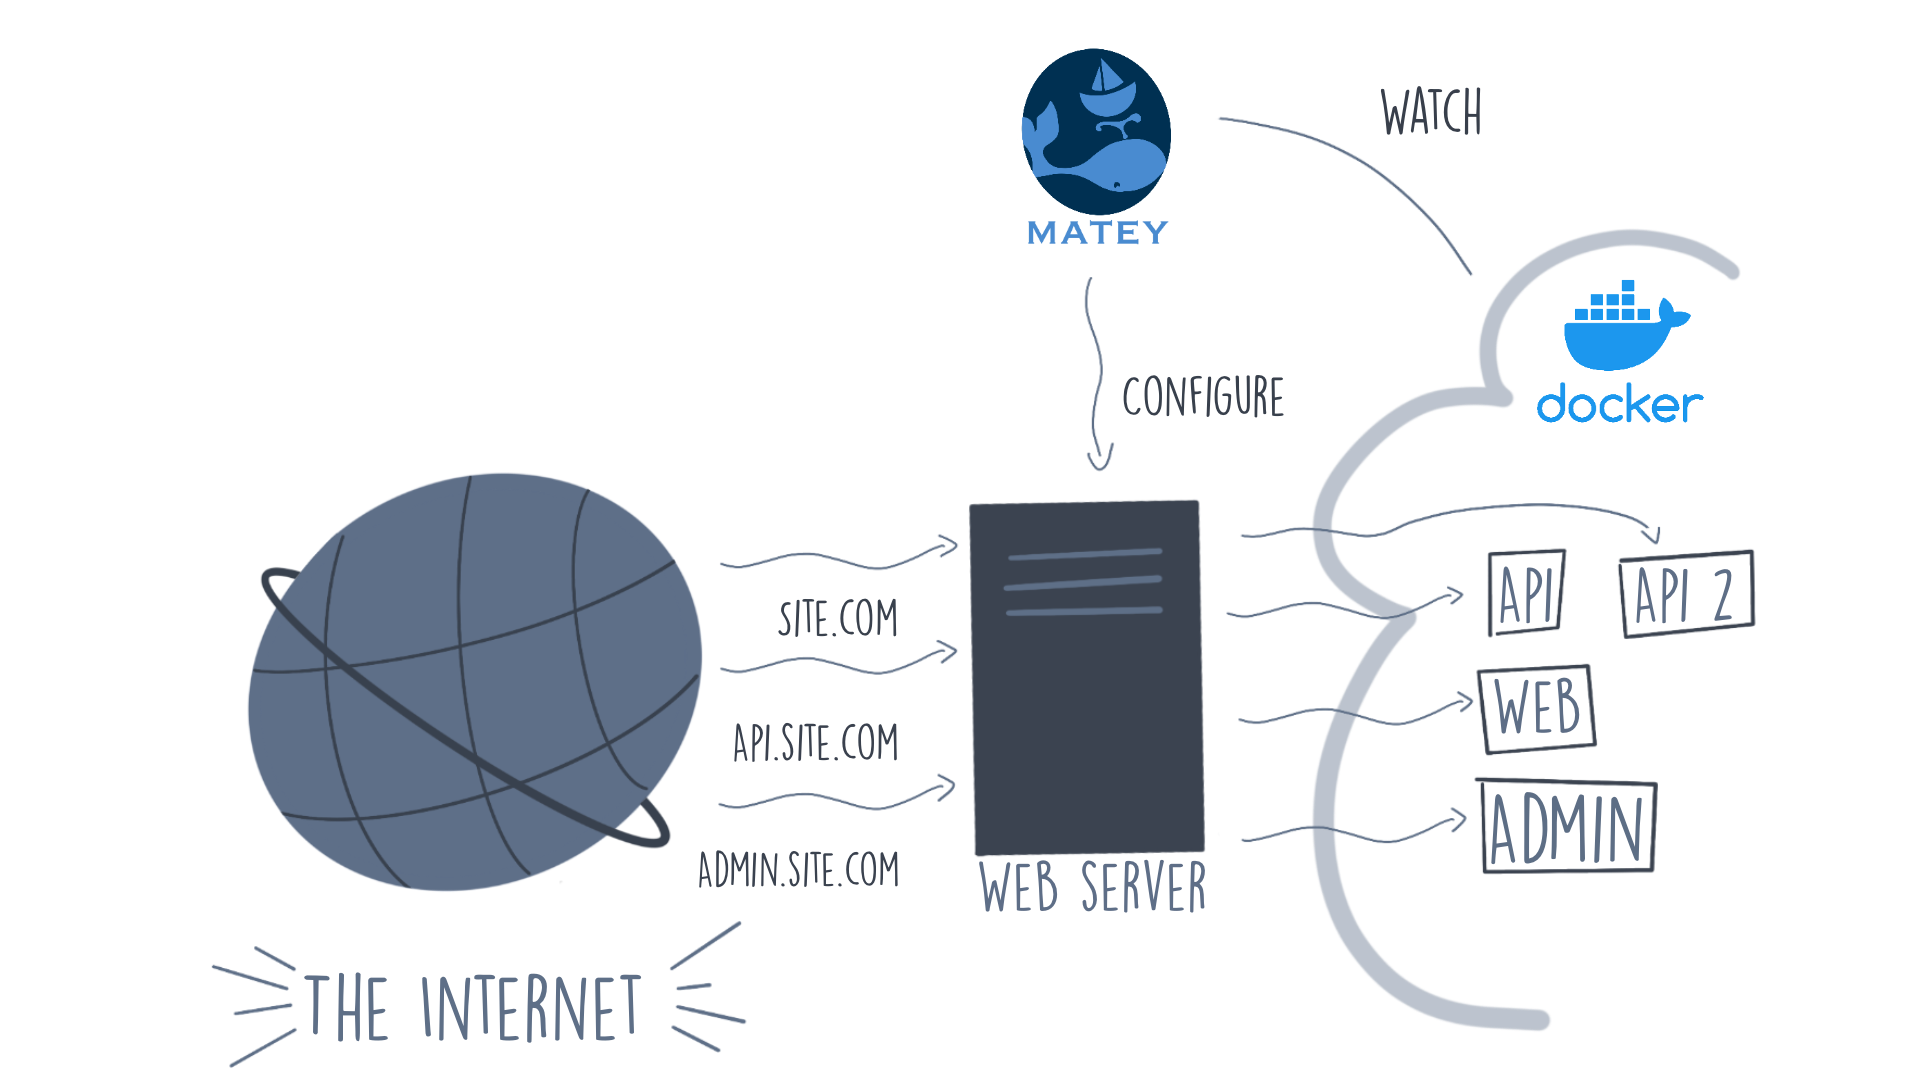 WATCH
MATEY
CONFIGURE
docker
SITE.COM
API.SITE.COM
ADMIN.SITE.COM
WEB SERVER
API
API 2
WEB
ADMIN
THE INTERNET